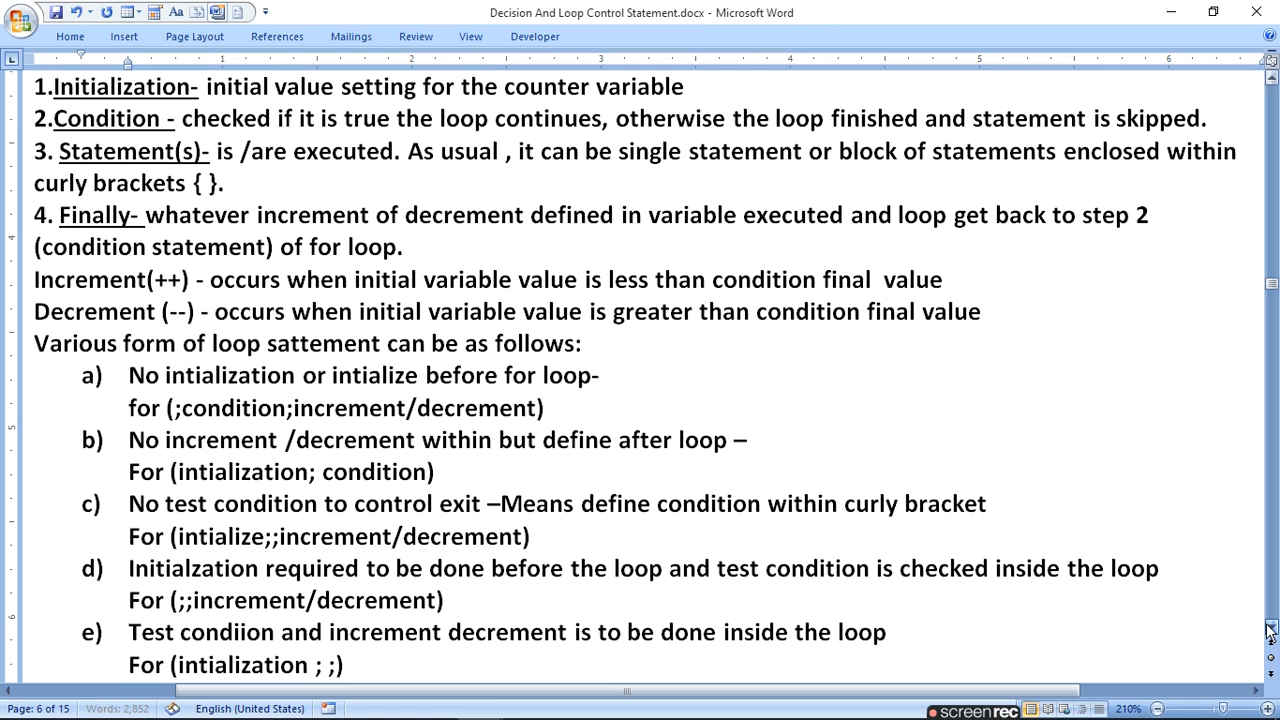 Decision And Loop Control Statement.docx - Microsoft Word
Home Insert Page Layout References Mailings Review View Developer
1 2 3 4 5 6
1.Initialization- initial value setting for the counter variable
2.Condition - checked if it is true the loop continues, otherwise the loop finished and statement is skipped.
3. Statement(s)- is /are executed. As usual , it can be single statement or block of statements enclosed within
curly brackets { }.
4. Finally- whatever increment of decrement defined in variable executed and loop get back to step 2
(condition statement) of for loop.
Increment(++) - occurs when initial variable value is less than condition final  value
Decrement (--) - occurs when initial variable value is greater than condition final value
Various form of loop sattement can be as follows:
a) No intialization or intialize before for loop-
for (;condition;increment/decrement)
b) No increment /decrement within but define after loop –
For (intialization; condition)
c) No test condition to control exit –Means define condition within curly bracket
For (intialize;;increment/decrement)
d) Initialzation required to be done before the loop and test condition is checked inside the loop
For (;;increment/decrement)
e) Test condiion and increment decrement is to be done inside the loop
For (intialization ; ;)
Page: 6 of 15 Words: 2,852 English (United States) screenrec 210%